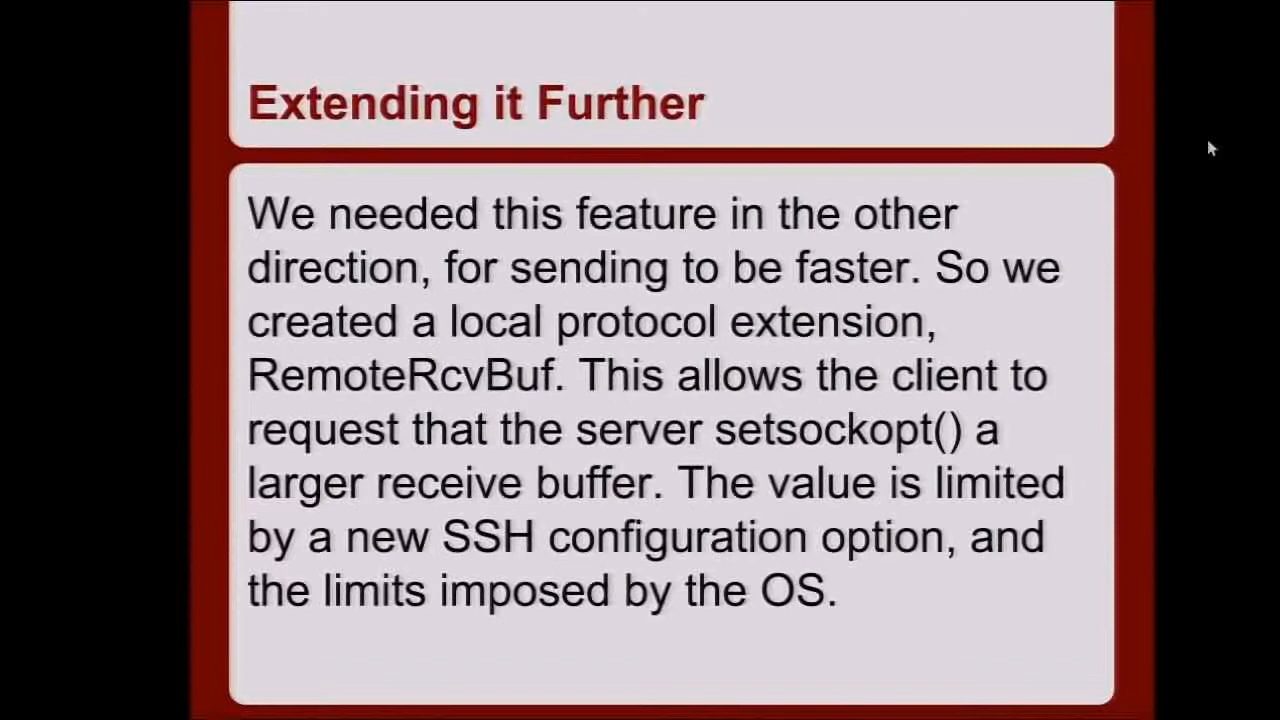 Extending it Further
We needed this feature in the other
direction, for sending to be faster. So we
created a local protocol extension,
RemoteRcvBuf. This allows the client to
request that the server setsockopt() a
larger receive buffer. The value is limited
by a new SSH configuration option, and
the limits imposed by the OS.